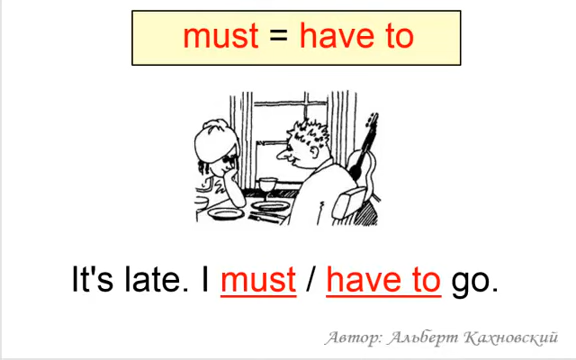 must = have to
It's late. I must / have to go.
Автор: Альберт Кахновский